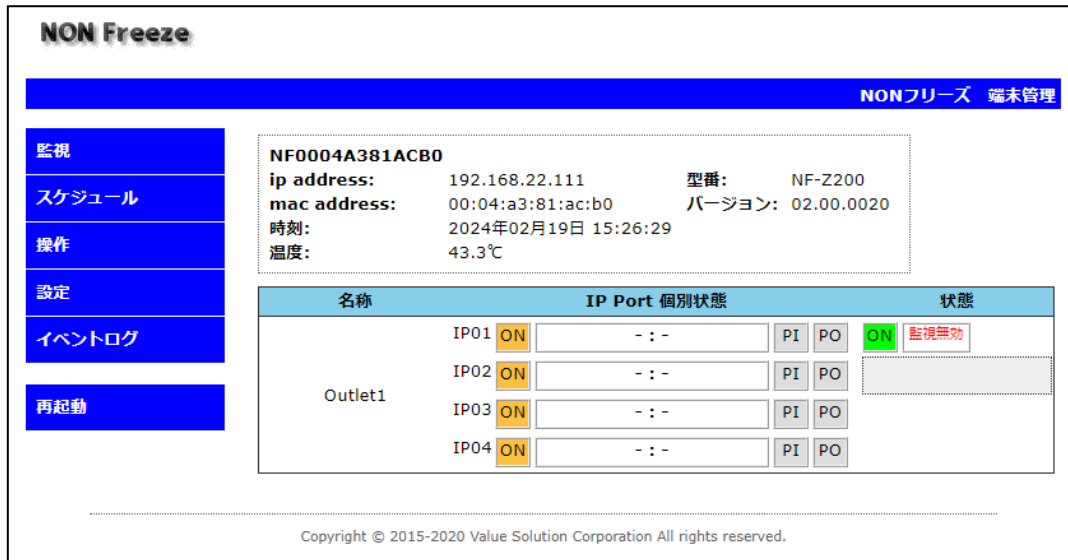 NON Freeze
NONフリーズ 端末管理
監視
スケジュール
操作
設定
イベントログ
再起動
NF0004A381ACB0
ip address: 192.168.22.111 型番: NF-Z200
mac address: 00:04:a3:81:ac:b0 バージョン: 02.00.0020
時刻: 2024年02月19日 15:26:29
温度: 43.3℃
名称 IP Port 個別状態 状態
Outlet1
IP01 ON - : - PI PO ON 監視無効
IP02 ON - : - PI PO
IP03 ON - : - PI PO
IP04 ON - : - PI PO
Copyright © 2015-2020 Value Solution Corporation All rights reserved.